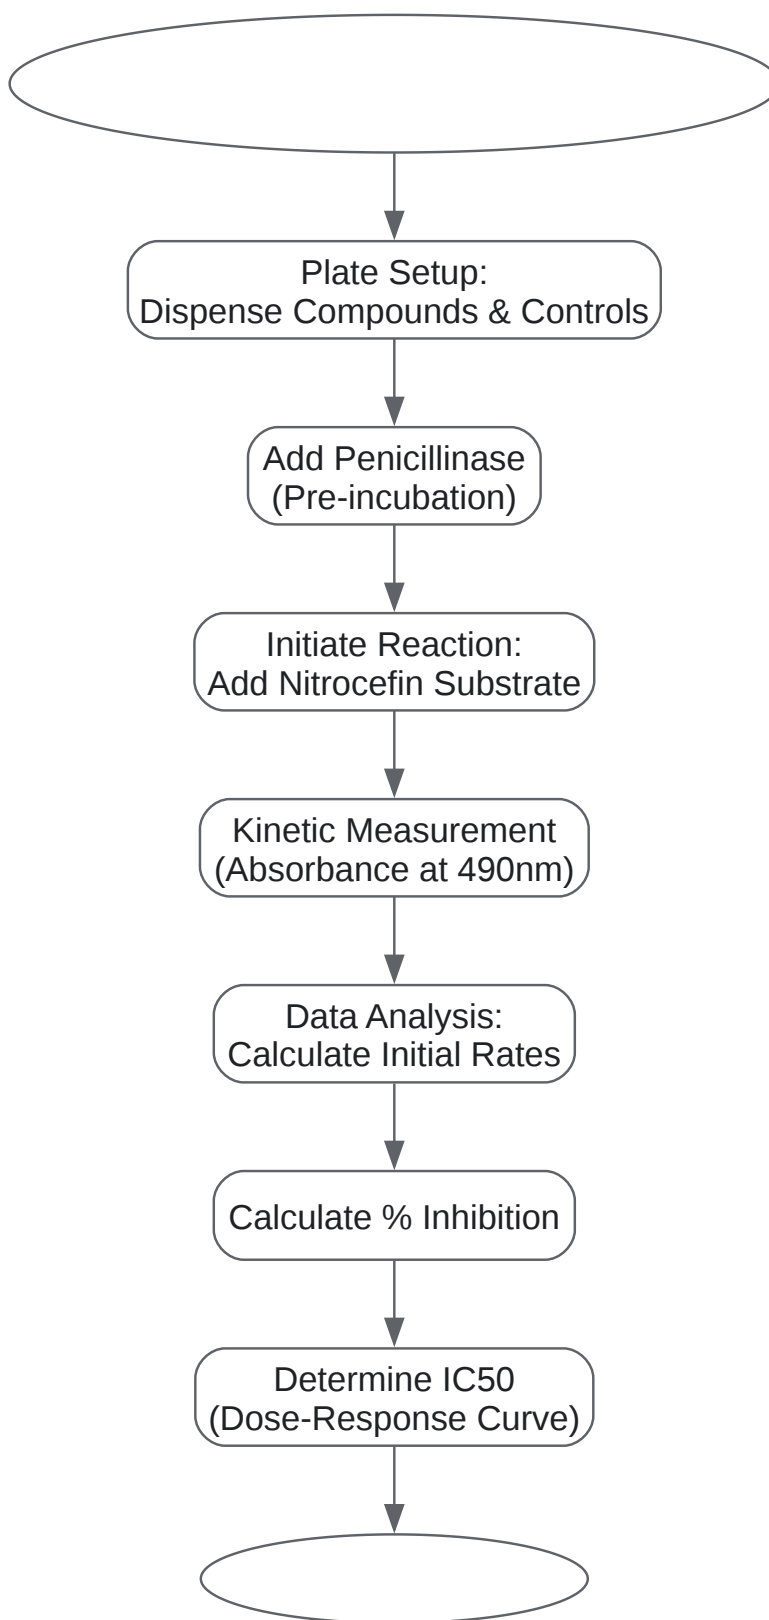 Plate Setup:
Dispense Compounds & Controls
Add Penicillinase
(Pre-incubation)
Initiate Reaction:
Add Nitrocefin Substrate
Kinetic Measurement
(Absorbance at 490nm)
Data Analysis:
Calculate Initial Rates
Calculate % Inhibition
Determine IC50
(Dose-Response Curve)